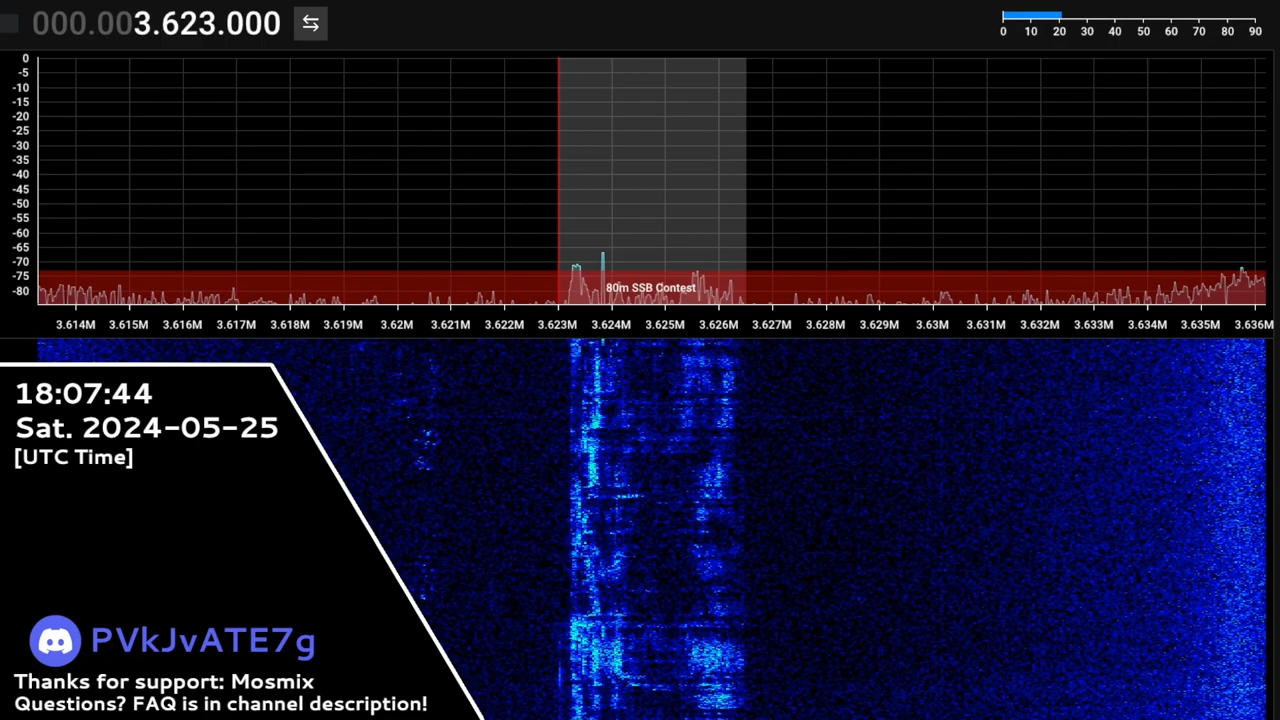 000.003.623.000
0 10 20 30 40 50 60 70 80 90
0
-5
-10
-15
-20
-25
-30
-35
-40
-45
-50
-55
-60
-65
-70
-75
-80
80m SSB Contest
3.614M 3.615M 3.616M 3.617M 3.618M 3.619M 3.62M 3.621M 3.622M 3.623M 3.624M 3.625M 3.626M 3.627M 3.628M 3.629M 3.63M 3.631M 3.632M 3.633M 3.634M 3.635M 3.636M
18:07:44
Sat. 2024-05-25
[UTC Time]
PVkJvATE7g
Thanks for support: Mosmix
Questions? FAQ is in channel description!